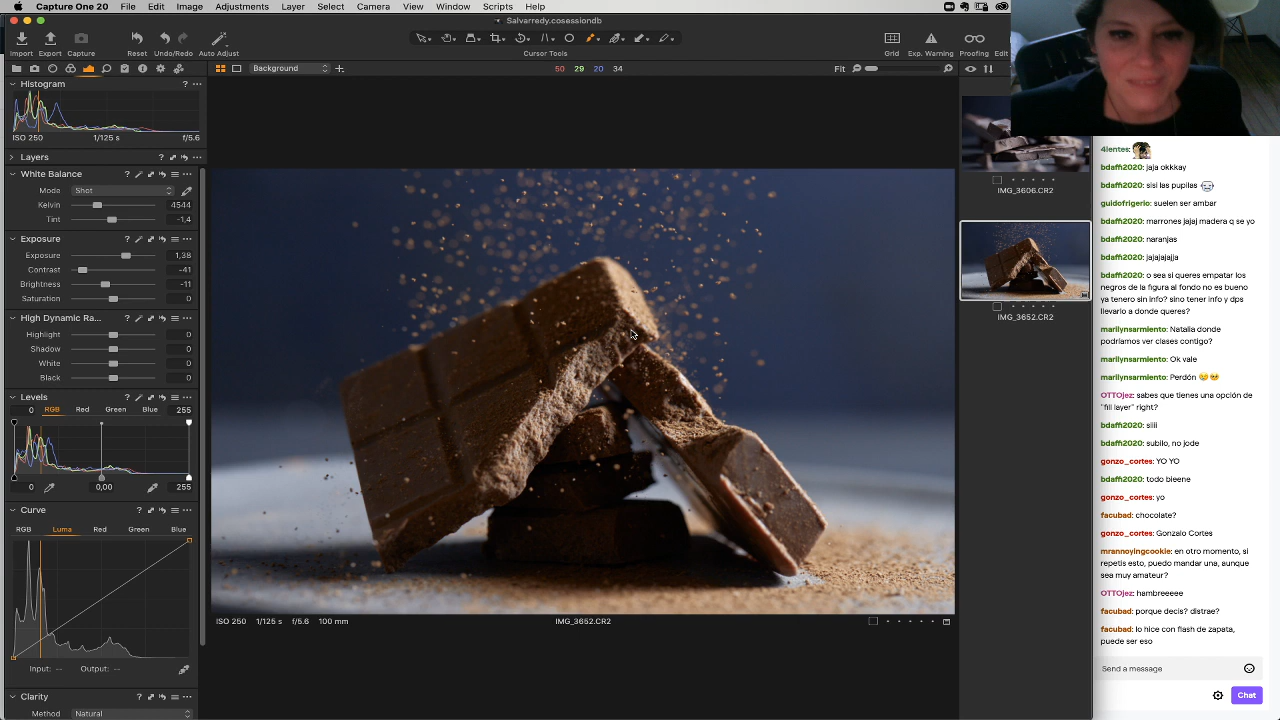 Capture One 20 File Edit Image Adjustments Layer Select Camera View Window Scripts Help
Salvarredy.cosessiondb
Import Export Capture Reset Undo/Redo Auto Adjust Cursor Tools Grid Exp. Warning Proofing Edit
Background 50 29 20 34 Fit
Histogram
ISO 250 1/125 s f/5.6
Layers
White Balance
Mode Shot
Kelvin 4544
Tint -1,4
Exposure
Exposure 1,38
Contrast -41
Brightness -11
Saturation 0
High Dynamic Ra...
Highlight 0
Shadow 0
White 0
Black 0
Levels
0 RGB Red Green Blue 255
0 0,00 255
Curve
RGB Luma Red Green Blue
Input: -- Output: --
Clarity
Method Natural
ISO 250 1/125 s f/5.6 100 mm IMG_3652.CR2
IMG_3606.CR2
IMG_3652.CR2
4lentes:
bdaffi2020: jaja okkkay
bdaffi2020: sisi las pupilas
guidofrigerio: suelen ser ambar
bdaffi2020: marrones jajaj madera q se yo
bdaffi2020: naranjas
bdaffi2020: jajajajajja
bdaffi2020: o sea si queres empatar los
negros de la figura al fondo no es bueno
ya tenero sin info? sino tener info y dps
llevarlo a donde queres?
marilynsarmiento: Natalia donde
podríamos ver clases contigo?
marilynsarmiento: Ok vale
marilynsarmiento: Perdón 😅🥺
OTTOjez: sabes que tienes una opción de
"fill layer" right?
bdaffi2020: siiii
bdaffi2020: subilo, no jode
gonzo_cortes: YO YO
bdaffi2020: todo bieene
gonzo_cortes: yo
facubad: chocolate?
gonzo_cortes: Gonzalo Cortes
mrannoyingcookie: en otro momento, si
repetis esto, puedo mandar una, aunque
sea muy amateur?
OTTOjez: hambreeeee
facubad: porque decis? distrae?
facubad: lo hice con flash de zapata,
puede ser eso
Send a message
Chat